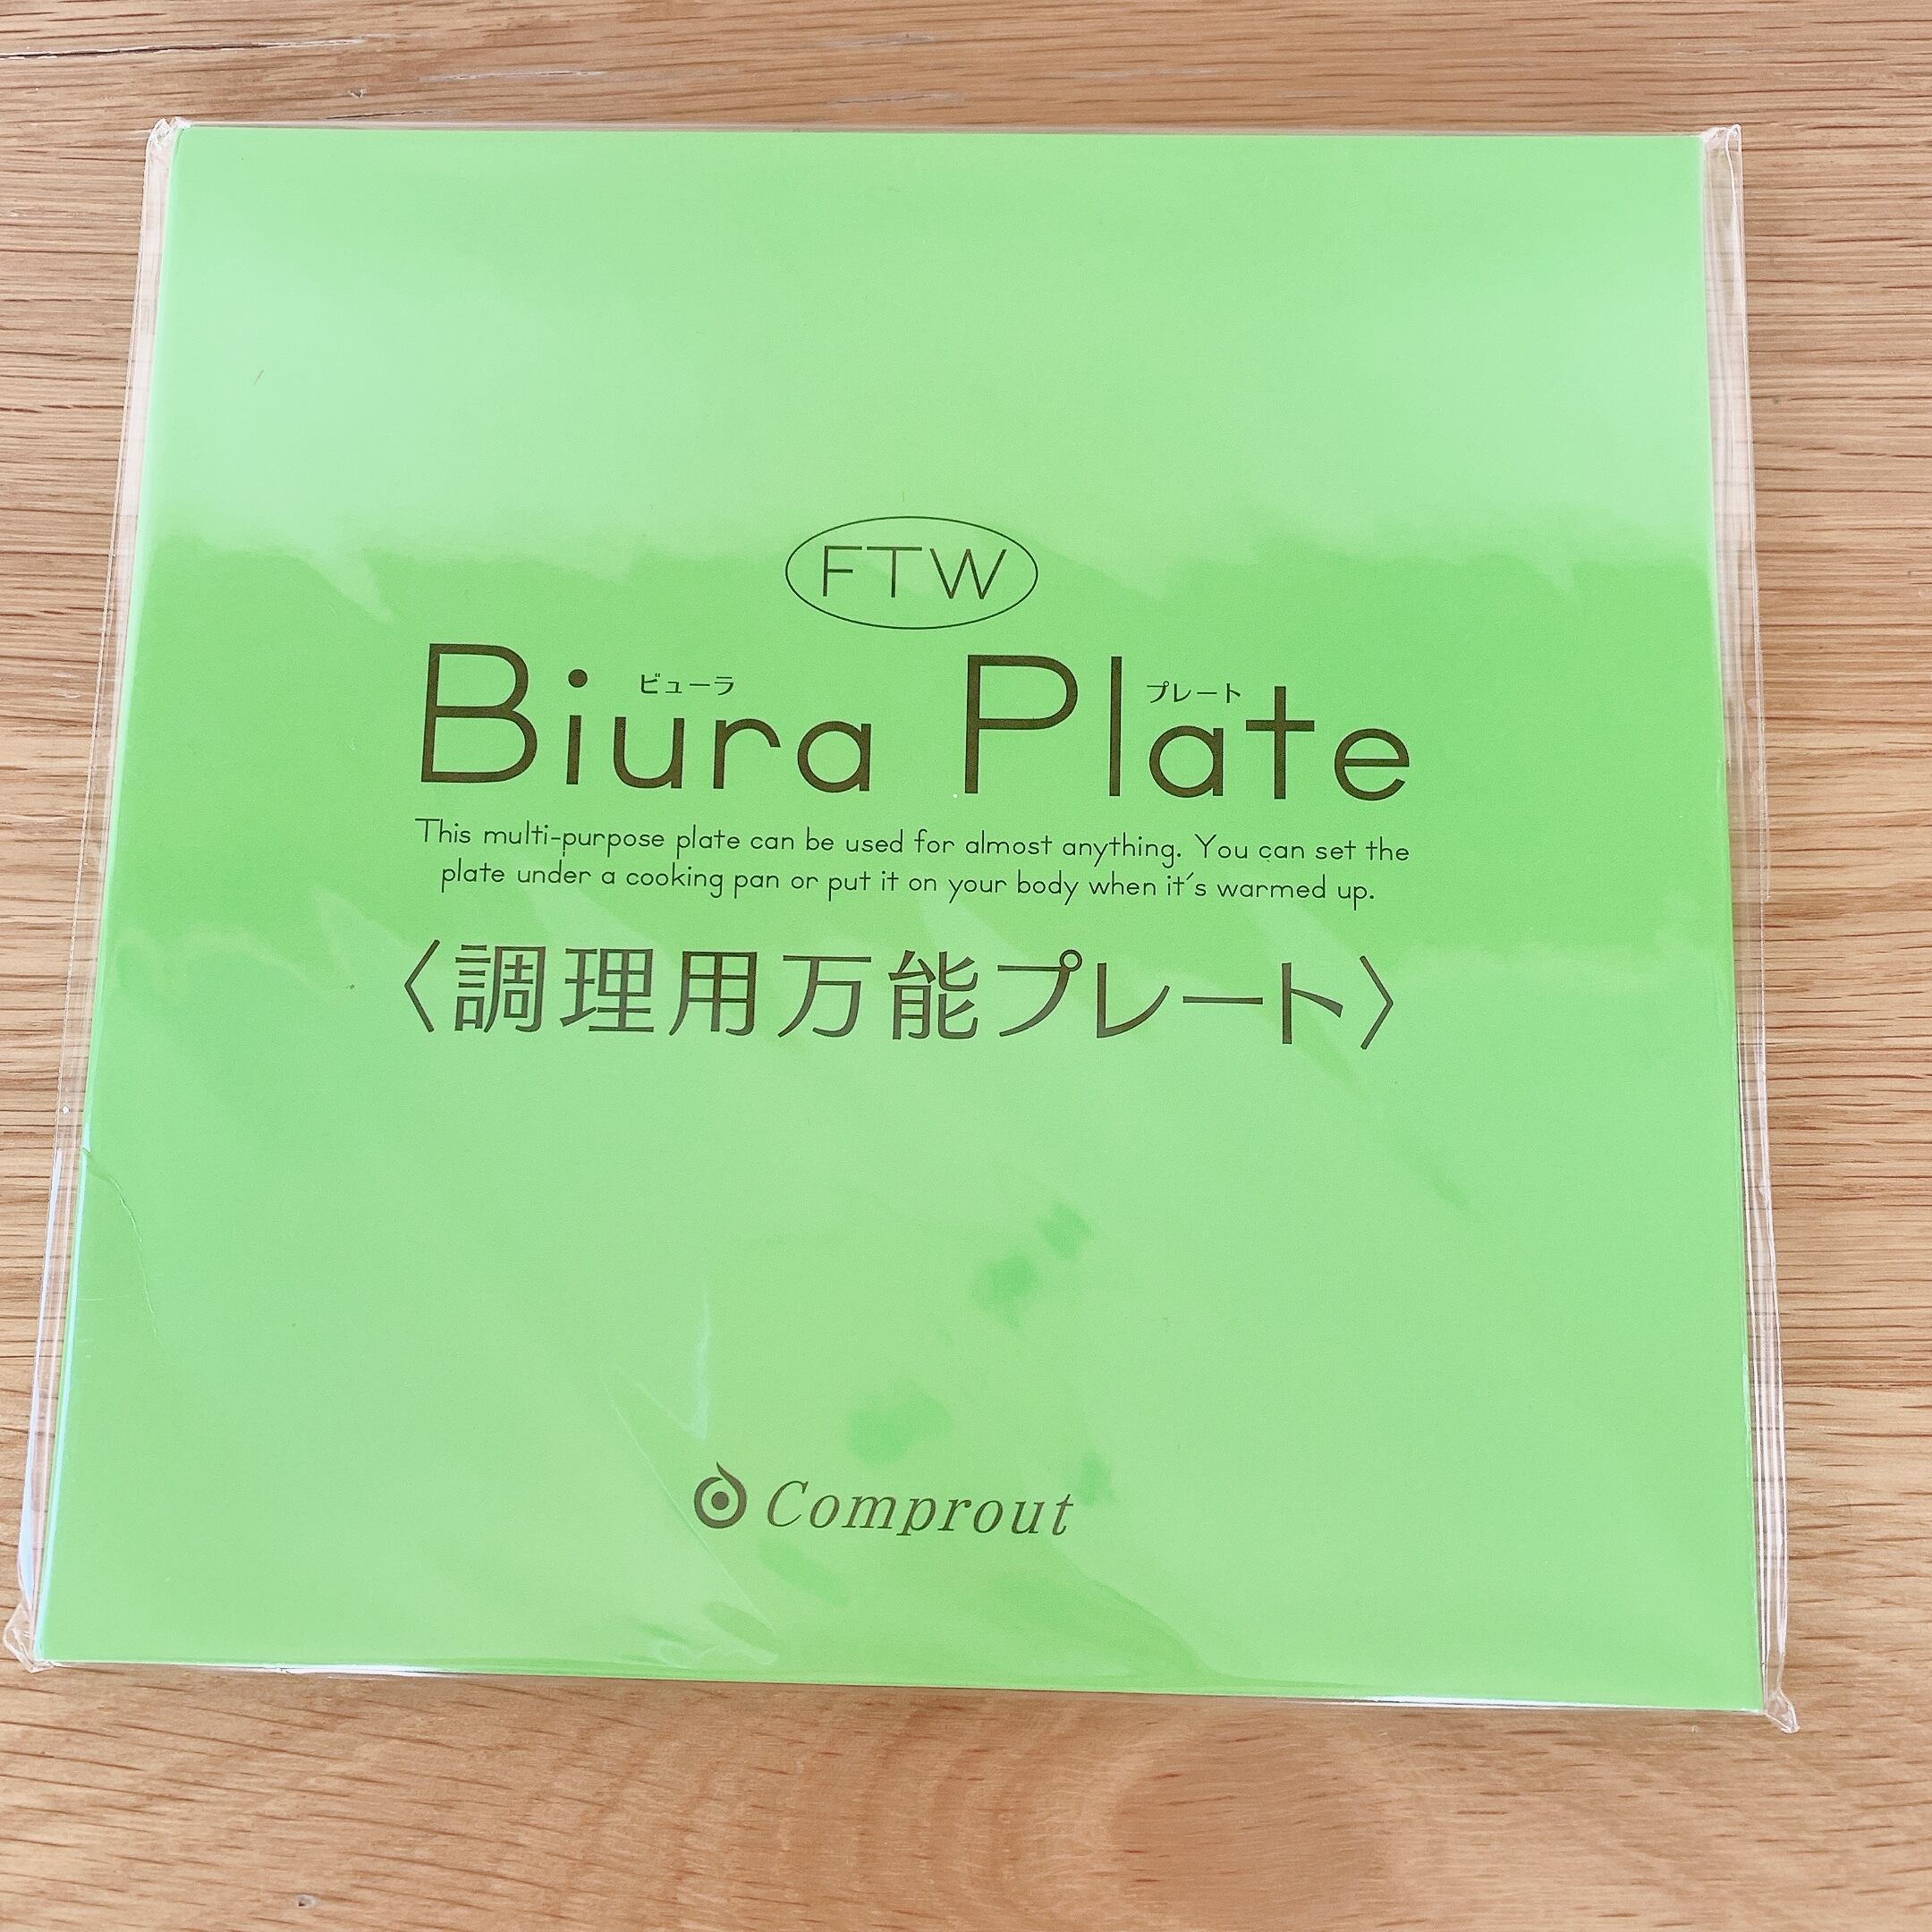 FTW
ビューラ プレート
Biura Plate
This multi-purpose plate can be used for almost anything. You can set the
plate under a cooking pan or put it on your body when it's warmed up.
〈調理用万能プレート〉
Comprout